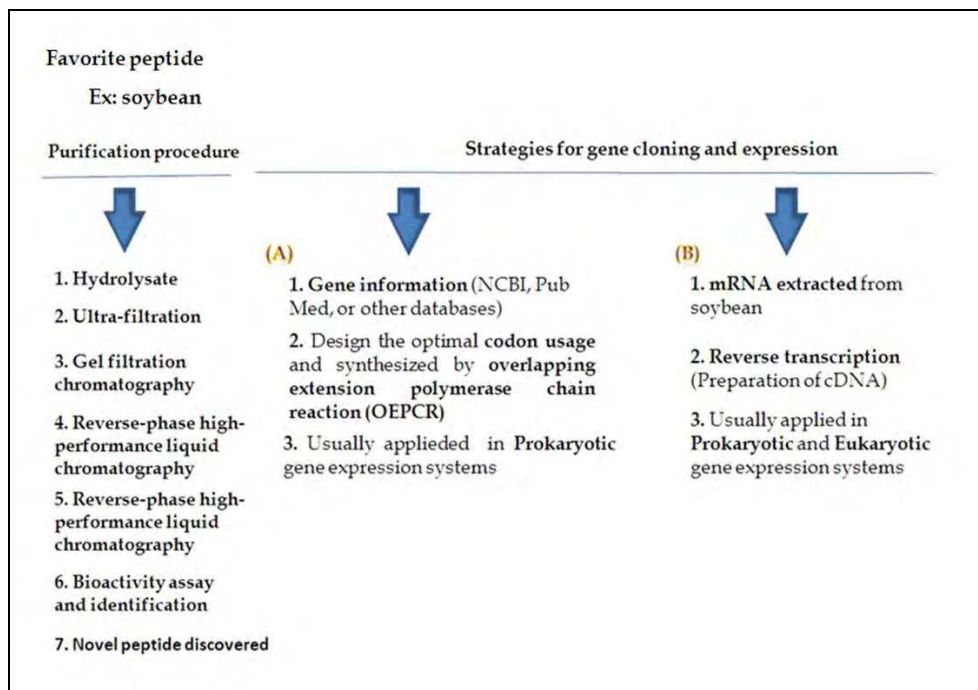 Favorite peptide
Ex: soybean
Purification procedure
1. Hydrolysate
2. Ultra-filtration
3. Gel filtration
chromatography
4. Reverse-phase high-
performance liquid
chromatography
5. Reverse-phase high-
performance liquid
chromatography
6. Bioactivity assay
and identification
7. Novel peptide discovered
Strategies for gene cloning and expression
(A)
1. Gene information (NCBI, Pub
Med, or other databases)
2. Design the optimal codon usage
and synthesized by overlapping
extension polymerase chain
reaction (OEPCR)
3. Usually applieded in Prokaryotic
gene expression systems
(B)
1. mRNA extracted from
soybean
2. Reverse transcription
(Preparation of cDNA)
3. Usually applied in
Prokaryotic and Eukaryotic
gene expression systems